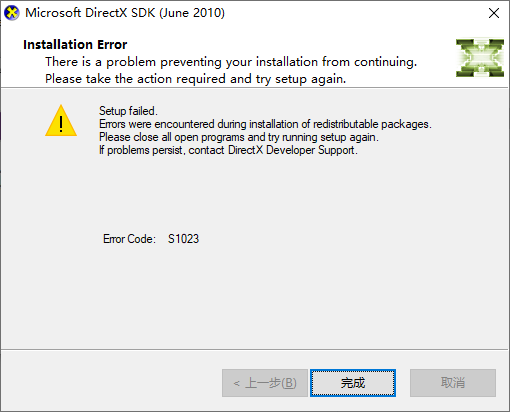 Microsoft DirectX SDK (June 2010)
Installation Error
There is a problem preventing your installation from continuing.
Please take the action required and try setup again.
Setup failed.
Errors were encountered during installation of redistributable packages.
Please close all open programs and try running setup again.
If problems persist, contact DirectX Developer Support.
Error Code: S1023
< 上一步(B) 完成 取消